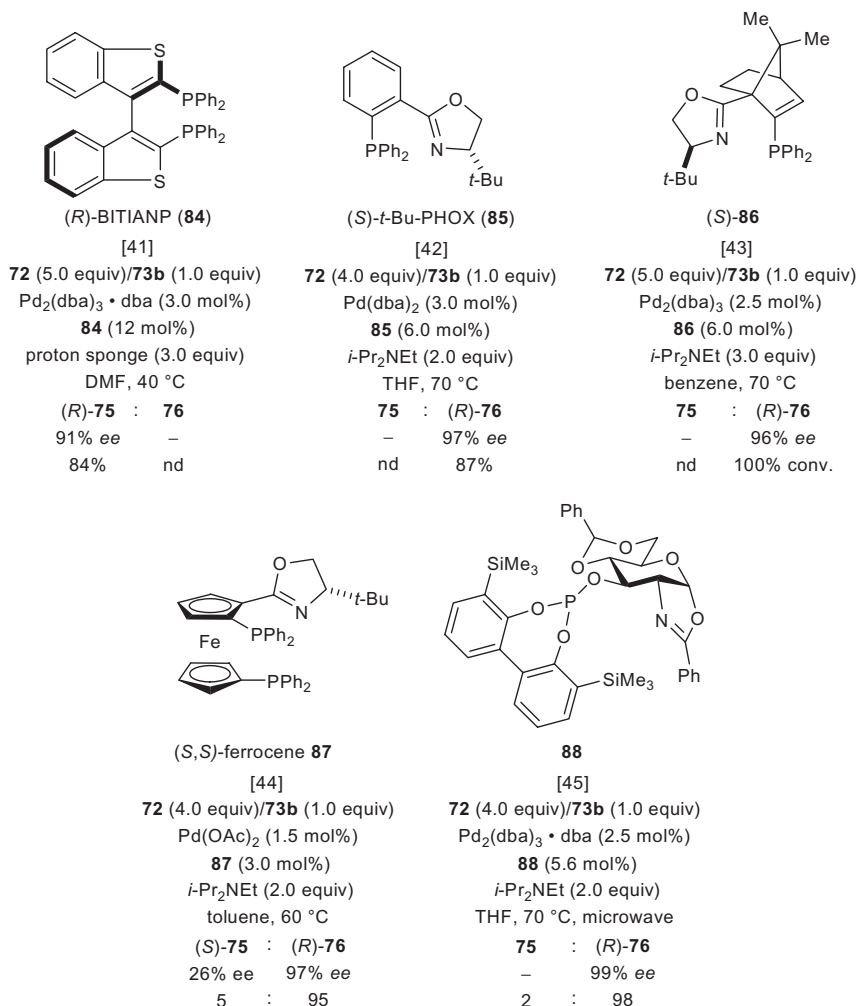 Me
Me
S
PPh2
PPh2
S
O
N
PPh2
t-Bu
O
N
PPh2
t-Bu
(R)-BITIANP (84)
[41]
72 (5.0 equiv)/73b (1.0 equiv)
Pd2(dba)3 • dba (3.0 mol%)
84 (12 mol%)
proton sponge (3.0 equiv)
DMF, 40 °C
(R)-75 : 76
91% ee –
84% nd
(S)-t-Bu-PHOX (85)
[42]
72 (4.0 equiv)/73b (1.0 equiv)
Pd(dba)2 (3.0 mol%)
85 (6.0 mol%)
i-Pr2NEt (2.0 equiv)
THF, 70 °C
75 : (R)-76
– 97% ee
nd 87%
(S)-86
[43]
72 (5.0 equiv)/73b (1.0 equiv)
Pd2(dba)3 (2.5 mol%)
86 (6.0 mol%)
i-Pr2NEt (3.0 equiv)
benzene, 70 °C
75 : (R)-76
– 96% ee
nd 100% conv.
O
N
t-Bu
PPh2
Fe
PPh2
Ph
O
O
O
SiMe3
O
P
O
O
N
O
Ph
SiMe3
(S,S)-ferrocene 87
[44]
72 (4.0 equiv)/73b (1.0 equiv)
Pd(OAc)2 (1.5 mol%)
87 (3.0 mol%)
i-Pr2NEt (2.0 equiv)
toluene, 60 °C
(S)-75 : (R)-76
26% ee 97% ee
5 : 95
88
[45]
72 (4.0 equiv)/73b (1.0 equiv)
Pd2(dba)3 • dba (2.5 mol%)
88 (5.6 mol%)
i-Pr2NEt (2.0 equiv)
THF, 70 °C, microwave
75 : (R)-76
– 99% ee
2 : 98